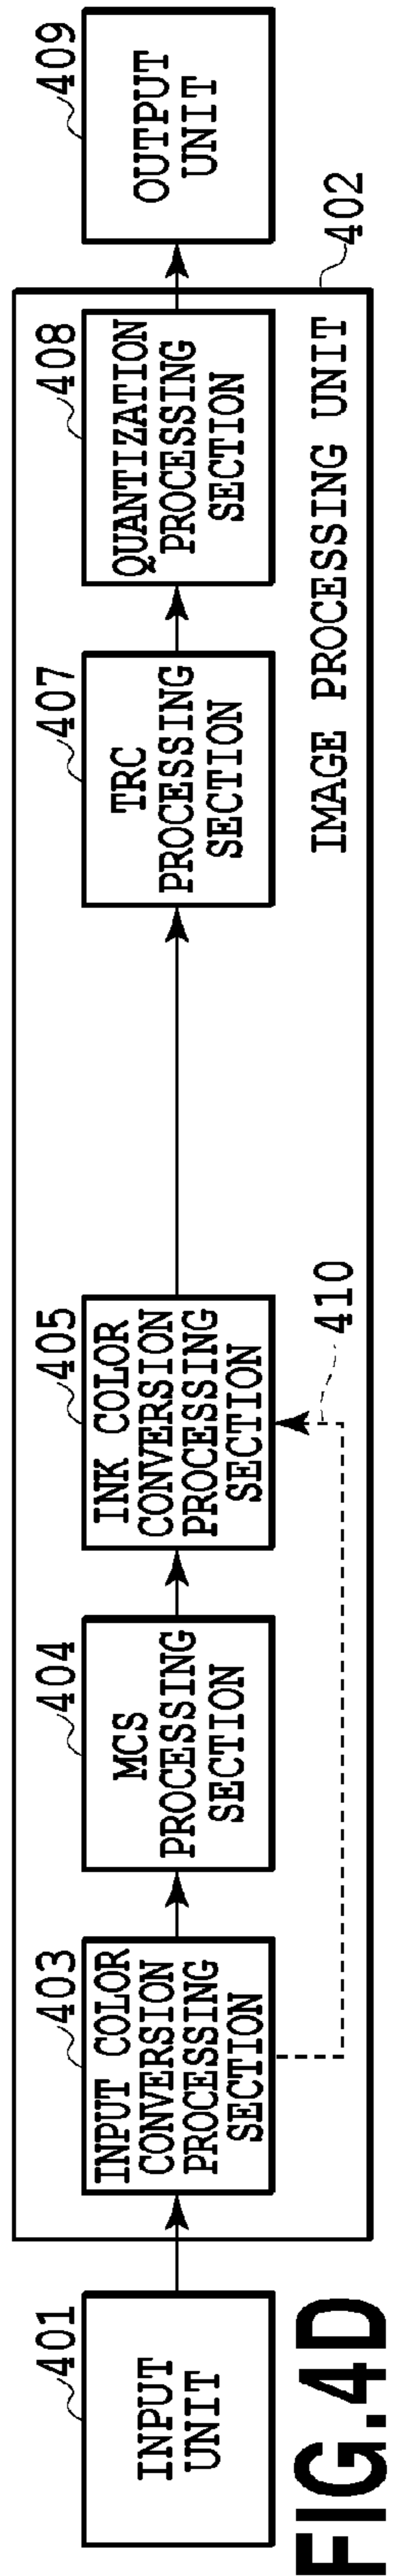 401
INPUT
UNIT
403
INPUT COLOR
CONVERSION
PROCESSING
SECTION
404
MCS
PROCESSING
SECTION
405
INK COLOR
CONVERSION
PROCESSING
SECTION
410
407
TRC
PROCESSING
SECTION
408
QUANTIZATION
PROCESSING
SECTION
IMAGE PROCESSING UNIT
402
409
OUTPUT
UNIT
FIG.4D